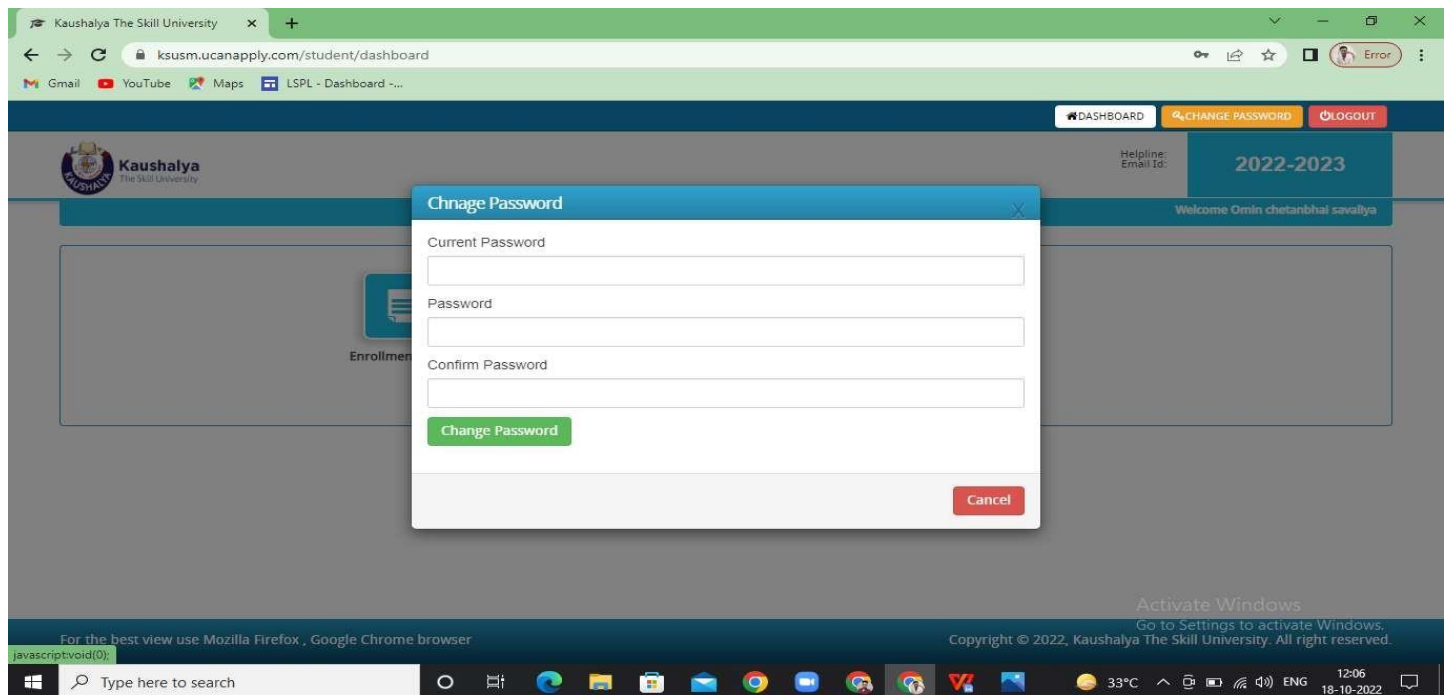 Kaushalya The Skill University
ksusm.ucanapply.com/student/dashboard
Error
Gmail YouTube Maps LSPL - Dashboard -...
DASHBOARD CHANGE PASSWORD LOGOUT
KAUSHALYA
Kaushalya
The Skill University
Helpline:
Email Id:
2022-2023
Welcome Omin chetanbhai savaliya
Chnage Password X
Current Password
Password
Enrollmen
Confirm Password
Change Password
Cancel
Activate Windows
Go to Settings to activate Windows.
For the best view use Mozilla Firefox , Google Chrome browser
Copyright © 2022, Kaushalya The Skill University. All right reserved.
javascript:void(0);
Type here to search
33°C ENG 12:06
18-10-2022